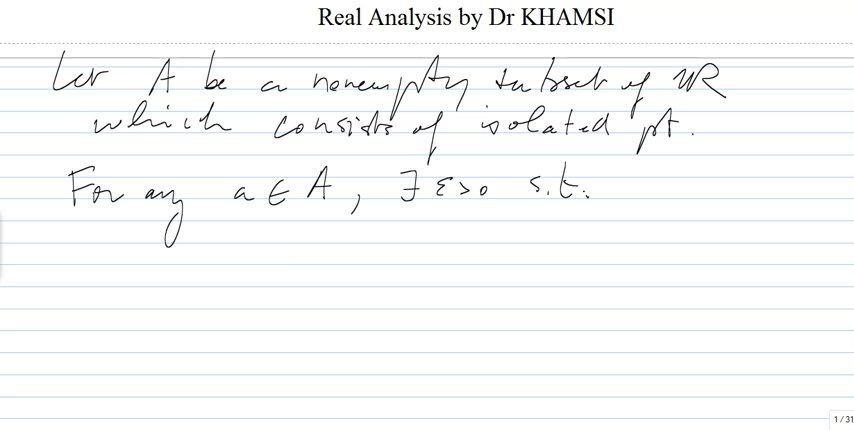 Real Analysis by Dr KHAMSI
Let A be a nonempty subset of IR
which consists of isolated pt.
For any a ∈ A, ∃ ε>0 s.t.
1/31